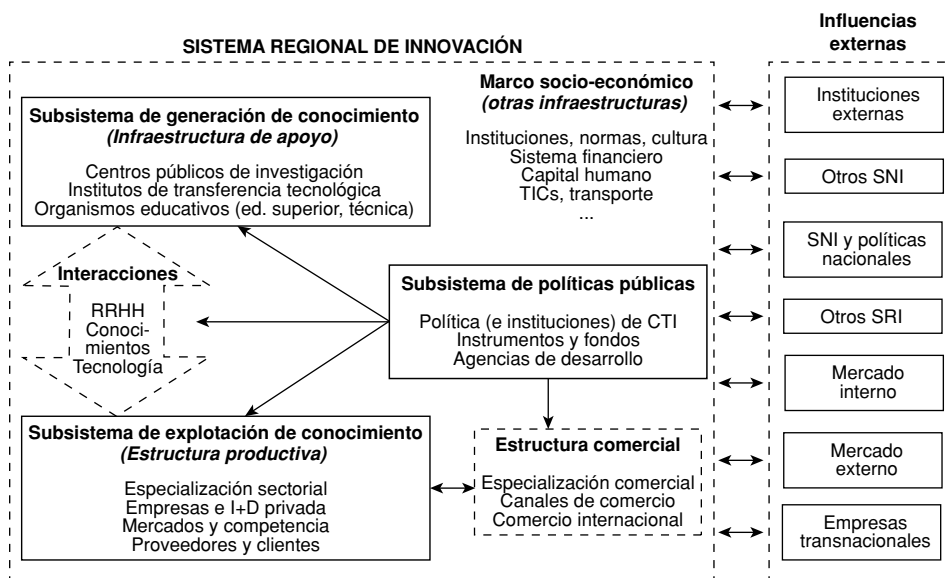 SISTEMA REGIONAL DE INNOVACIÓN
Subsistema de generación de conocimiento
(Infraestructura de apoyo)
Centros públicos de investigación
Institutos de transferencia tecnológica
Organismos educativos (ed. superior, técnica)
Marco socio-económico
(otras infraestructuras)
Instituciones, normas, cultura
Sistema financiero
Capital humano
TICs, transporte
...
Interacciones
RRHH
Conoci-
mientos
Tecnología
Subsistema de políticas públicas
Política (e instituciones) de CTI
Instrumentos y fondos
Agencias de desarrollo
Subsistema de explotación de conocimiento
(Estructura productiva)
Especialización sectorial
Empresas e I+D privada
Mercados y competencia
Proveedores y clientes
Estructura comercial
Especialización comercial
Canales de comercio
Comercio internacional
Influencias
externas
Instituciones
externas
Otros SNI
SNI y políticas
nacionales
Otros SRI
Mercado
interno
Mercado
externo
Empresas
transnacionales